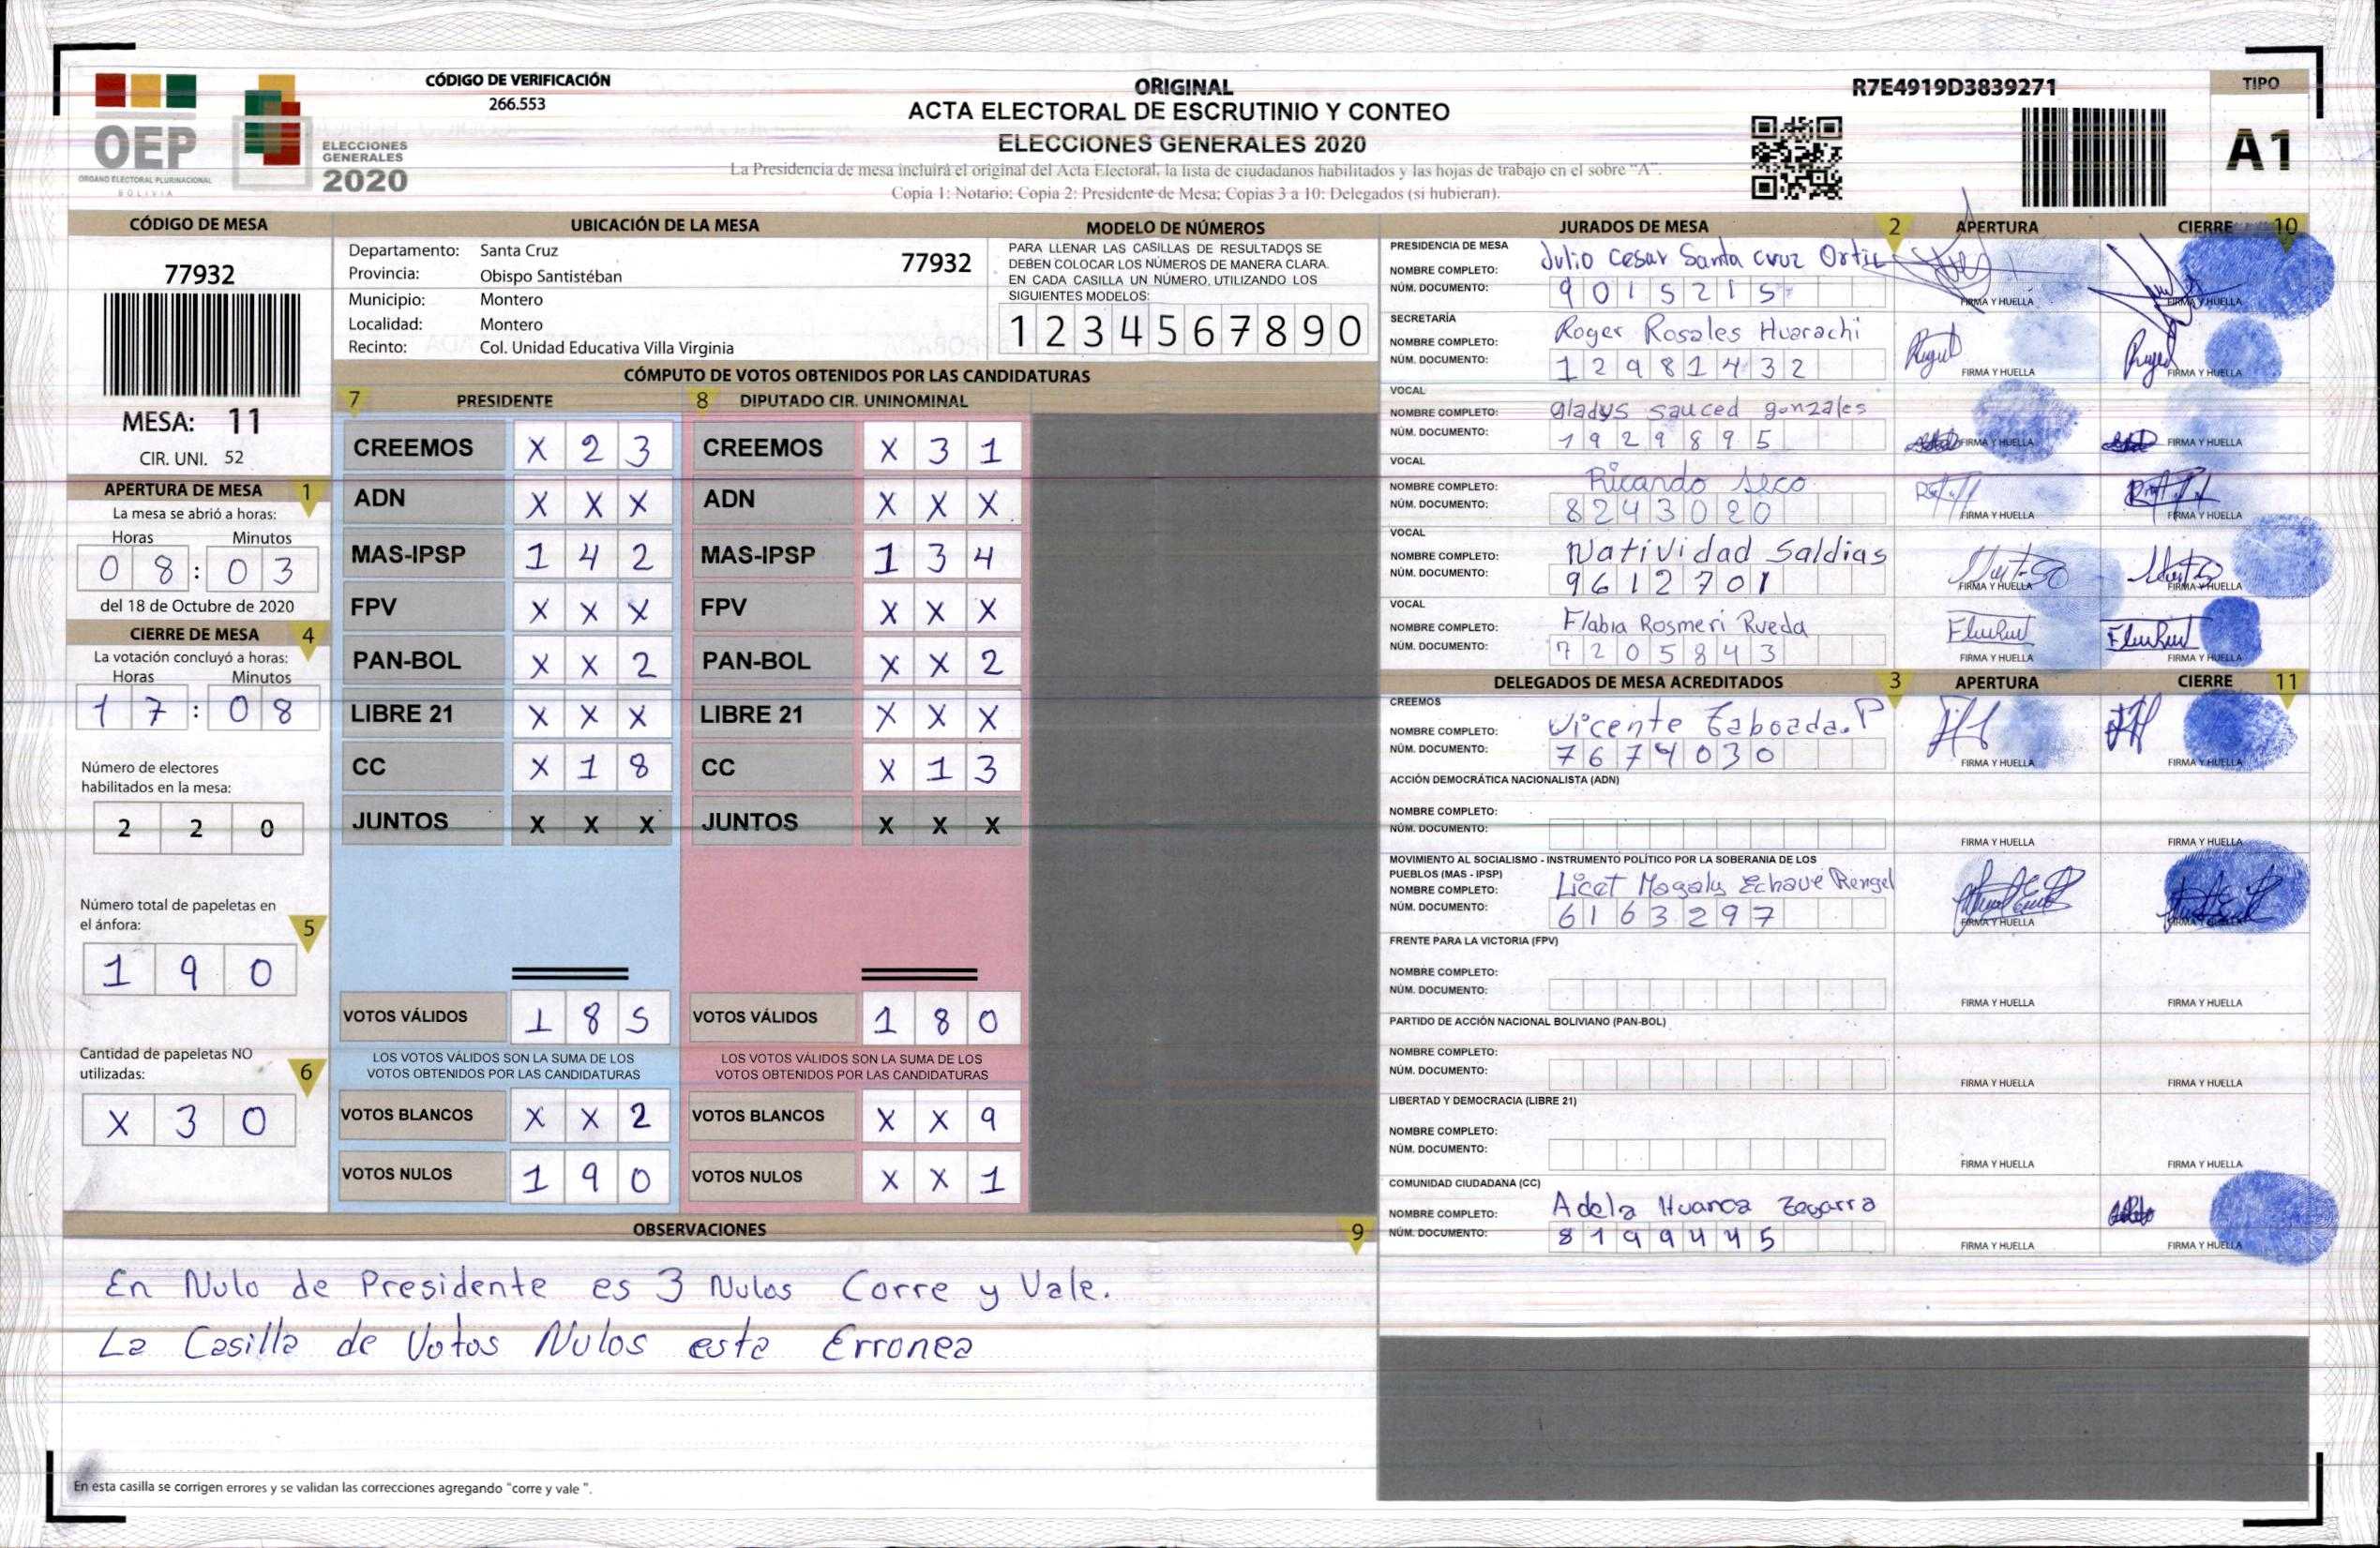 CÓDIGO DE VERIFICACIÓN
266.553
ORIGINAL
ACTA ELECTORAL DE ESCRUTINIO Y CONTEO
ELECCIONES GENERALES 2020
La Presidencia de mesa incluirá el original del Acta Electoral, la lista de ciudadanos habilitados y las hojas de trabajo en el sobre "A".
Copia 1: Notario; Copia 2: Presidente de Mesa; Copias 3 a 10: Delegados (si hubieran).
R7E4919D3839271
TIPO
A1
OEP
ORGANO ELECTORAL PLURINACIONAL
BOLIVIA
ELECCIONES
GENERALES
2020
CÓDIGO DE MESA
77932
MESA: 11
CIR. UNI. 52
APERTURA DE MESA 1
La mesa se abrió a horas:
Horas Minutos
0 8 : 0 3
del 18 de Octubre de 2020
CIERRE DE MESA 4
La votación concluyó a horas:
Horas Minutos
1 7 : 0 8
Número de electores
habilitados en la mesa:
2 2 0
Número total de papeletas en
el ánfora: 5
1 9 0
Cantidad de papeletas NO
utilizadas: 6
X 3 0
UBICACIÓN DE LA MESA
Departamento: Santa Cruz
77932
Provincia: Obispo Santistéban
Municipio: Montero
Localidad: Montero
Recinto: Col. Unidad Educativa Villa Virginia
MODELO DE NÚMEROS
PARA LLENAR LAS CASILLAS DE RESULTADOS SE
DEBEN COLOCAR LOS NÚMEROS DE MANERA CLARA.
EN CADA CASILLA UN NÚMERO, UTILIZANDO LOS
SIGUIENTES MODELOS:
1 2 3 4 5 6 7 8 9 0
CÓMPUTO DE VOTOS OBTENIDOS POR LAS CANDIDATURAS
7 PRESIDENTE 8 DIPUTADO CIR. UNINOMINAL
CREEMOS X 2 3 CREEMOS X 3 1
ADN X X X ADN X X X
MAS-IPSP 1 4 2 MAS-IPSP 1 3 4
FPV X X X FPV X X X
PAN-BOL X X 2 PAN-BOL X X 2
LIBRE 21 X X X LIBRE 21 X X X
CC X 1 8 CC X 1 3
JUNTOS X X X JUNTOS X X X
VOTOS VÁLIDOS 1 8 5 VOTOS VÁLIDOS 1 8 0
LOS VOTOS VÁLIDOS SON LA SUMA DE LOS LOS VOTOS VÁLIDOS SON LA SUMA DE LOS
VOTOS OBTENIDOS POR LAS CANDIDATURAS VOTOS OBTENIDOS POR LAS CANDIDATURAS
VOTOS BLANCOS X X 2 VOTOS BLANCOS X X 9
VOTOS NULOS 1 9 0 VOTOS NULOS X X 1
OBSERVACIONES 9
En Nulo de Presidente es 3 Nulos Corre y Vale.
La Casilla de Votos Nulos esta Erronea
En esta casilla se corrigen errores y se validan las correcciones agregando "corre y vale ".
JURADOS DE MESA 2 APERTURA CIERRE 10
PRESIDENCIA DE MESA
NOMBRE COMPLETO: Julio Cesar Santa cruz Ortiz
NÚM. DOCUMENTO: 9015215
FIRMA Y HUELLA FIRMA Y HUELLA
SECRETARÍA
NOMBRE COMPLETO: Roger Rosales Huarachi
NÚM. DOCUMENTO: 12981432
FIRMA Y HUELLA FIRMA Y HUELLA
VOCAL
NOMBRE COMPLETO: Gladys sauced gonzales
NÚM. DOCUMENTO: 1929895
FIRMA Y HUELLA FIRMA Y HUELLA
VOCAL
NOMBRE COMPLETO: Ricardo Seco
NÚM. DOCUMENTO: 8243020
FIRMA Y HUELLA FIRMA Y HUELLA
VOCAL
NOMBRE COMPLETO: Natividad Saldias
NÚM. DOCUMENTO: 9612701
FIRMA Y HUELLA FIRMA Y HUELLA
VOCAL
NOMBRE COMPLETO: Flabia Rosmeri Rueda
NÚM. DOCUMENTO: 7205843
FIRMA Y HUELLA FIRMA Y HUELLA
DELEGADOS DE MESA ACREDITADOS 3 APERTURA CIERRE 11
CREEMOS
NOMBRE COMPLETO: Vicente Taboada.P
NÚM. DOCUMENTO: 7674030
FIRMA Y HUELLA FIRMA Y HUELLA
ACCIÓN DEMOCRÁTICA NACIONALISTA (ADN)
NOMBRE COMPLETO:
NÚM. DOCUMENTO:
FIRMA Y HUELLA FIRMA Y HUELLA
MOVIMIENTO AL SOCIALISMO - INSTRUMENTO POLÍTICO POR LA SOBERANIA DE LOS
PUEBLOS (MAS - IPSP)
NOMBRE COMPLETO: Licet Magaly Echave Rengel
NÚM. DOCUMENTO: 6163297
FIRMA Y HUELLA FIRMA Y HUELLA
FRENTE PARA LA VICTORIA (FPV)
NOMBRE COMPLETO:
NÚM. DOCUMENTO:
FIRMA Y HUELLA FIRMA Y HUELLA
PARTIDO DE ACCIÓN NACIONAL BOLIVIANO (PAN-BOL)
NOMBRE COMPLETO:
NÚM. DOCUMENTO:
FIRMA Y HUELLA FIRMA Y HUELLA
LIBERTAD Y DEMOCRACIA (LIBRE 21)
NOMBRE COMPLETO:
NÚM. DOCUMENTO:
FIRMA Y HUELLA FIRMA Y HUELLA
COMUNIDAD CIUDADANA (CC)
NOMBRE COMPLETO: Adela Huanca Zegarra
NÚM. DOCUMENTO: 8199445
FIRMA Y HUELLA FIRMA Y HUELLA